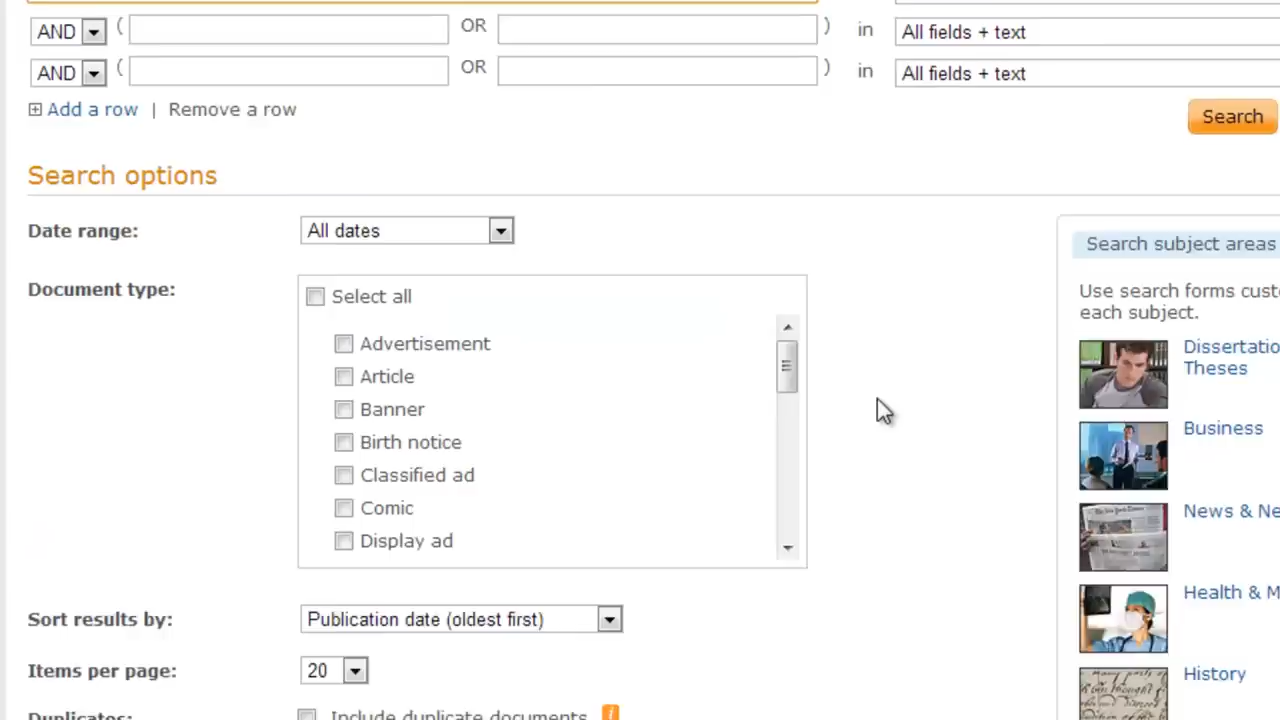 AND ( OR ) in All fields + text
AND ( OR ) in All fields + text
Add a row | Remove a row
Search
Search options
Date range: All dates
Search subject areas
Document type: Select all
Use search forms
each subject.
Advertisement
Article
Banner
Birth notice
Classified ad
Comic
Display ad
Theses
Business
News &
Health &
History
Sort results by: Publication date (oldest first)
Items per page: 20
Duplicates: Include duplicate documents